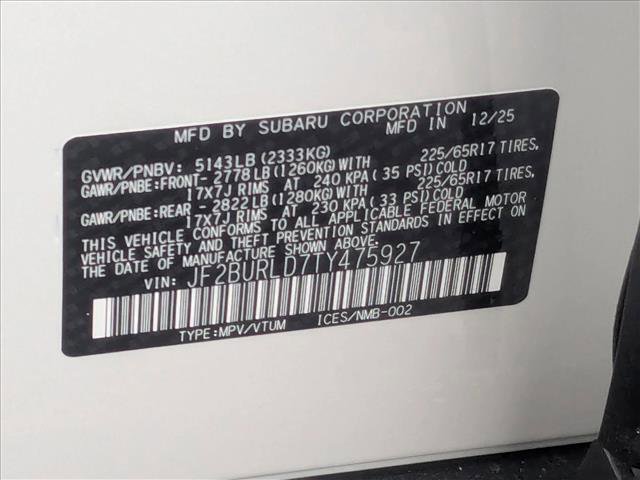 MFD BY SUBARU CORPORATION
MFD IN 12/25
GVWR/PNBV: 5143LB(2333KG)
GAWR/PNBE:FRONT- 2778LB(1260KG)WITH 225/65R17 TIRES,
17X7J RIMS AT 240 KPA(35 PSI)COLD
GAWR/PNBE:REAR - 2822LB(1280KG)WITH 225/65R17 TIRES,
17X7J RIMS AT 230 KPA(33 PSI)COLD
THIS VEHICLE CONFORMS TO ALL APPLICABLE FEDERAL MOTOR
VEHICLE SAFETY AND THEFT PREVENTION STANDARDS IN EFFECT ON
THE DATE OF MANUFACTURE SHOWN ABOVE.
VIN: JF2BURLD7TY475927
TYPE:MPV/VTUM ICES/NMB-002